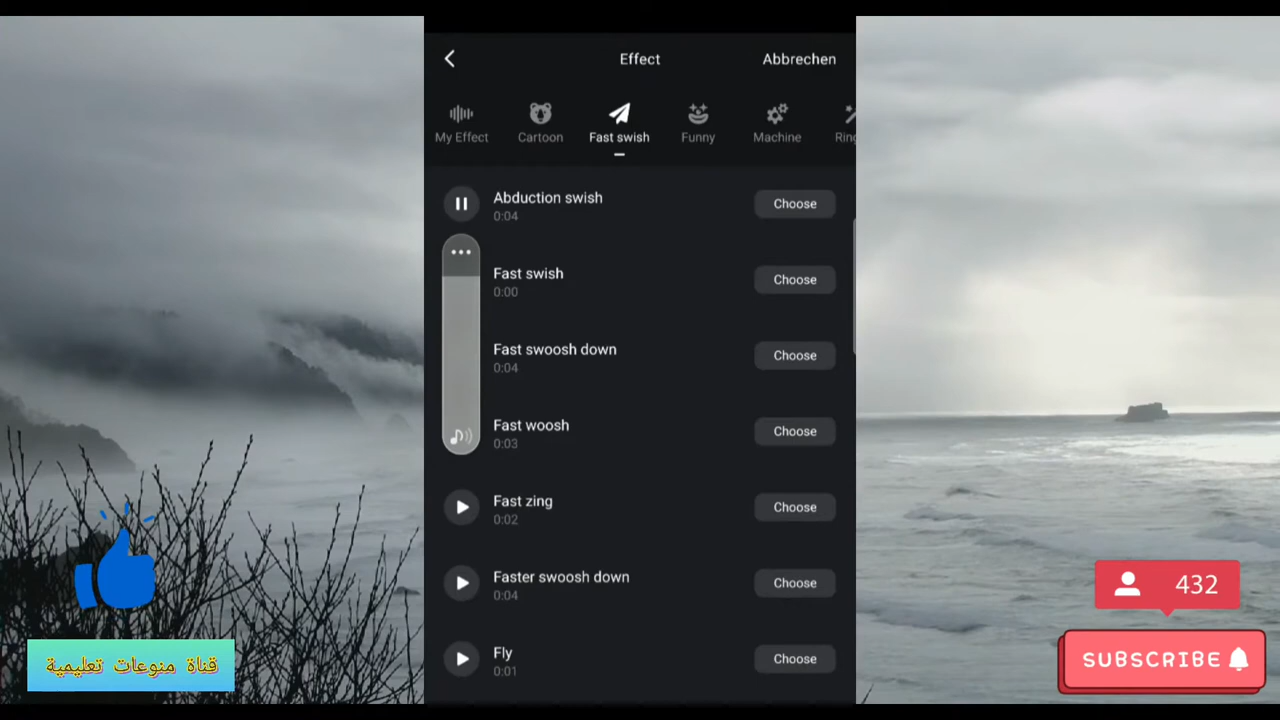 Effect
Abbrechen
My Effect
Cartoon
Fast swish
Funny
Machine
Abduction swish
0:04
Choose
Fast swish
0:00
Choose
Fast swoosh down
0:04
Choose
Fast woosh
0:03
Choose
Fast zing
0:02
Choose
Faster swoosh down
0:04
Choose
Fly
0:01
Choose
قناة منوعات تعليمية
432
SUBSCRIBE